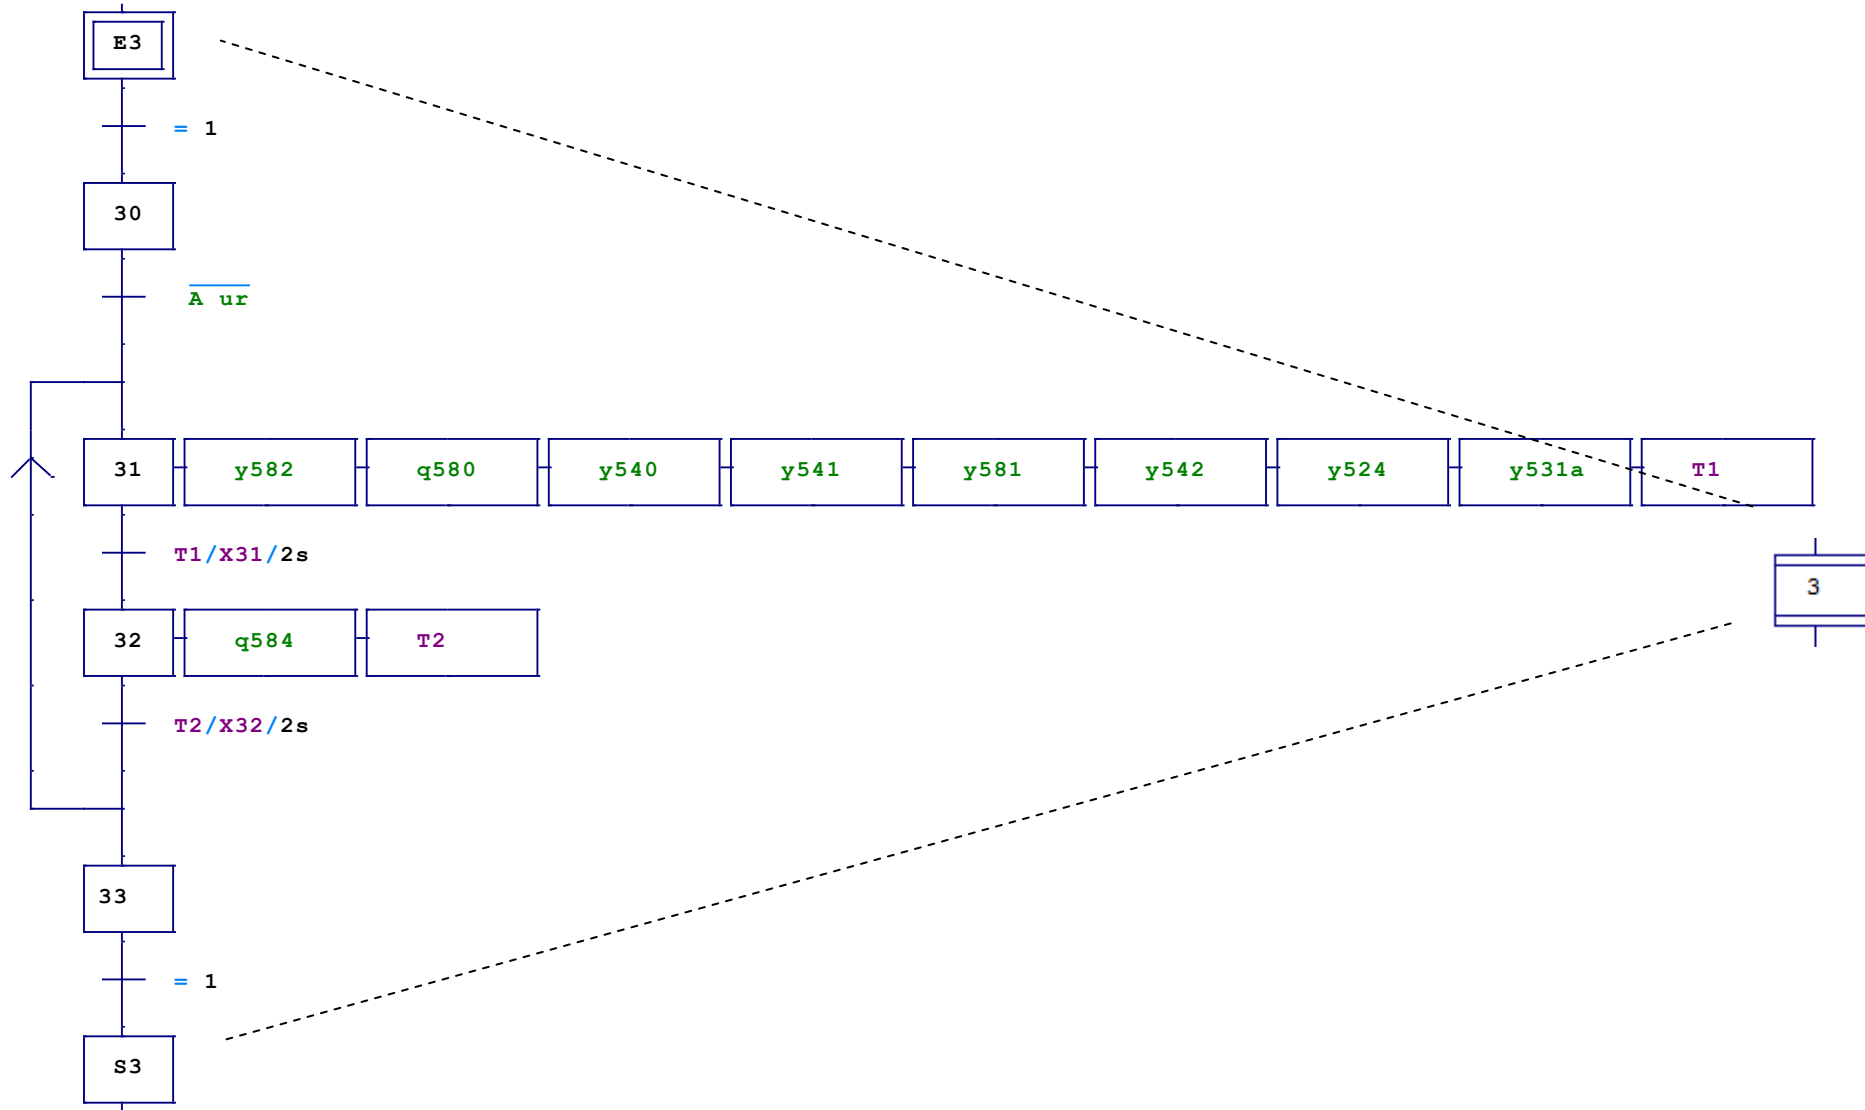 E3
= 1
30
A ur
31 y582 q580 y540 y541 y581 y542 y524 y531a T1
T1/X31/2s
3
32 q584 T2
T2/X32/2s
33
= 1
S3